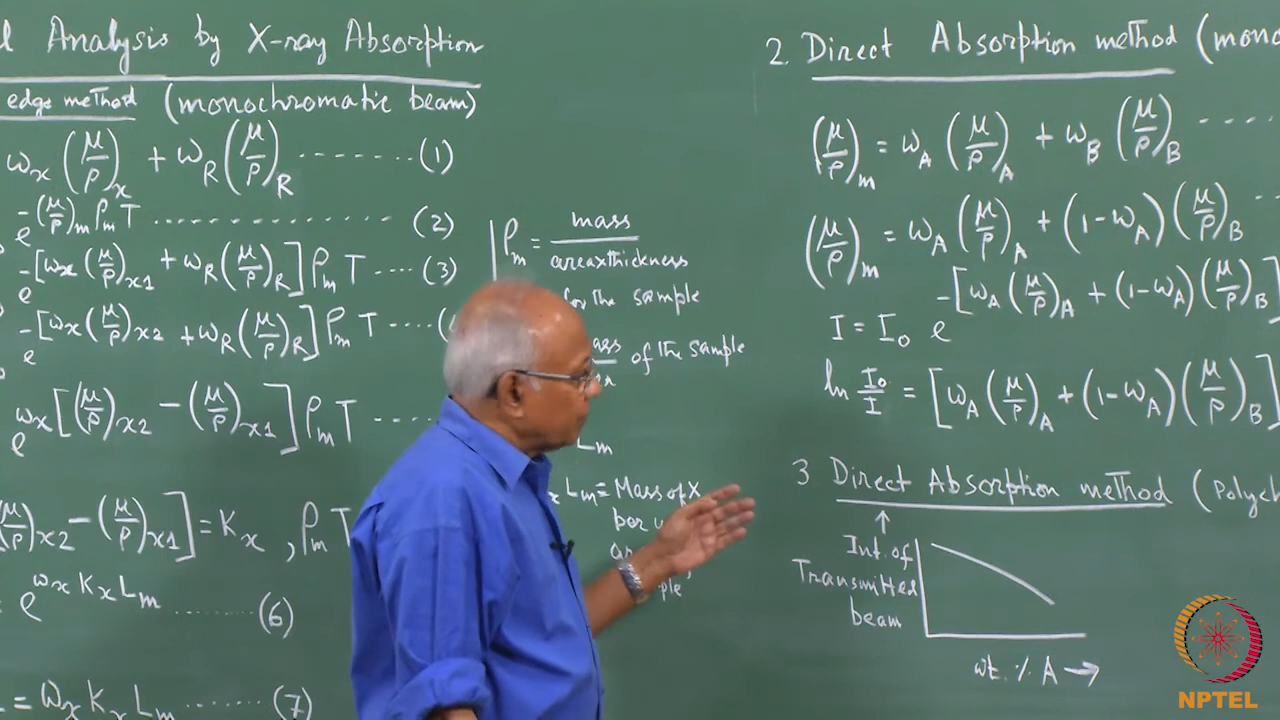 Analysis by X-ray Absorption
edge method (monochromatic beam)
ωx (μ/ρ)x + ωR (μ/ρ)R ....... (1)
e^-(μ/ρ)m ρm T ................ (2)
e^-[ωx (μ/ρ)x1 + ωR (μ/ρ)R] ρm T .... (3)
e^-[ωx (μ/ρ)x2 + ωR (μ/ρ)R] ρm T ....
e^ωx [(μ/ρ)x2 - (μ/ρ)x1] ρm T ....
(μ/ρ)x2 - (μ/ρ)x1] = Kx , ρm T
e^ωx Kx Lm ........ (6)
= ωx Kx Lm ....... (7)
ρm = mass / area x thickness
for the sample
of the sample
Lm
Lm = Mass of X
per
2. Direct Absorption method (mono
(μ/ρ)m = ωA (μ/ρ)A + ωB (μ/ρ)B ....
(μ/ρ)m = ωA (μ/ρ)A + (1-ωA) (μ/ρ)B ..
I = I0 e^-[ωA (μ/ρ)A + (1-ωA) (μ/ρ)B]
ln I0/I = [ωA (μ/ρ)A + (1-ωA) (μ/ρ)B]
3 Direct Absorption method (Polych
↑
Int. of
Transmitted
beam
wt. % A →
NPTEL